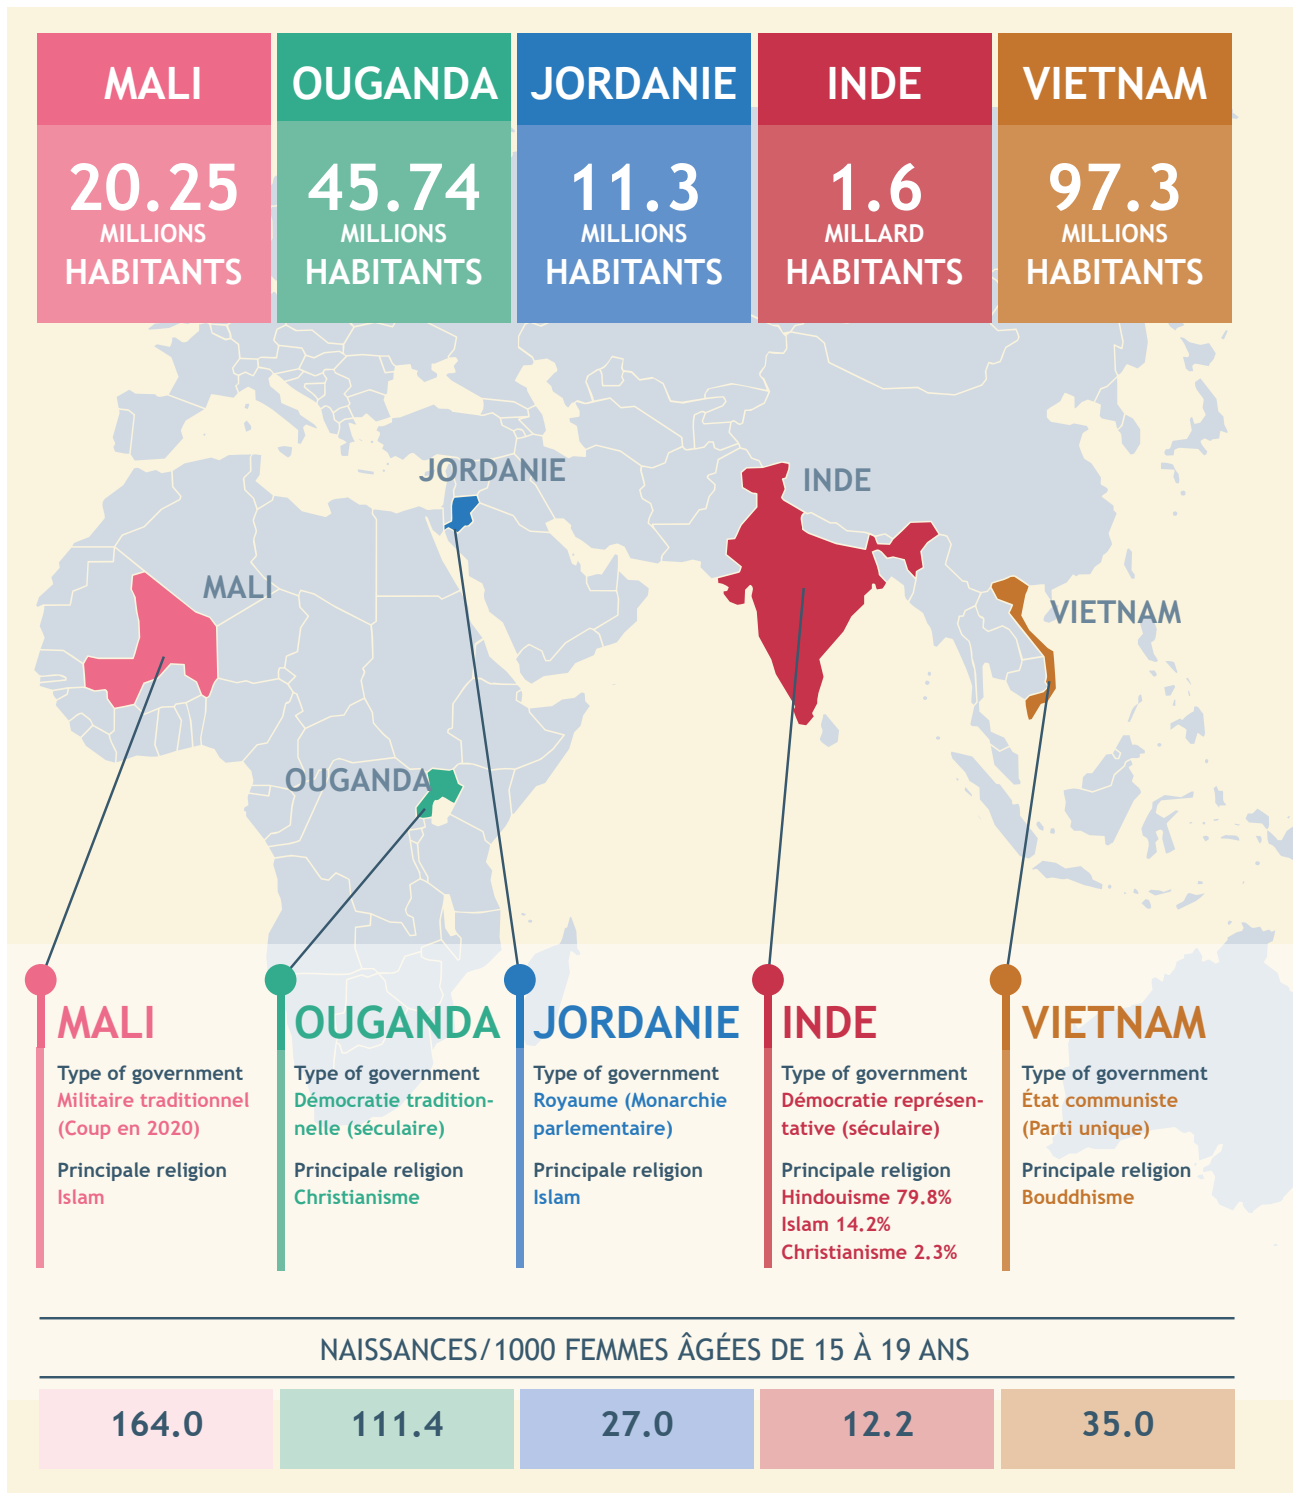 MALI
20.25
MILLIONS
HABITANTS
OUGANDA
45.74
MILLIONS
HABITANTS
JORDANIE
11.3
MILLIONS
HABITANTS
INDE
1.6
MILLARD
HABITANTS
VIETNAM
97.3
MILLIONS
HABITANTS
JORDANIE
INDE
MALI
VIETNAM
OUGANDA
MALI
Type of government
Militaire traditionnel
(Coup en 2020)
Principale religion
Islam
OUGANDA
Type of government
Démocratie tradition-
nelle (séculaire)
Principale religion
Christianisme
JORDANIE
Type of government
Royaume (Monarchie
parlementaire)
Principale religion
Islam
INDE
Type of government
Démocratie représen-
tative (séculaire)
Principale religion
Hindouisme 79.8%
Islam 14.2%
Christianisme 2.3%
VIETNAM
Type of government
État communiste
(Parti unique)
Principale religion
Bouddhisme
NAISSANCES/1000 FEMMES ÂGÉES DE 15 À 19 ANS
164.0
111.4
27.0
12.2
35.0